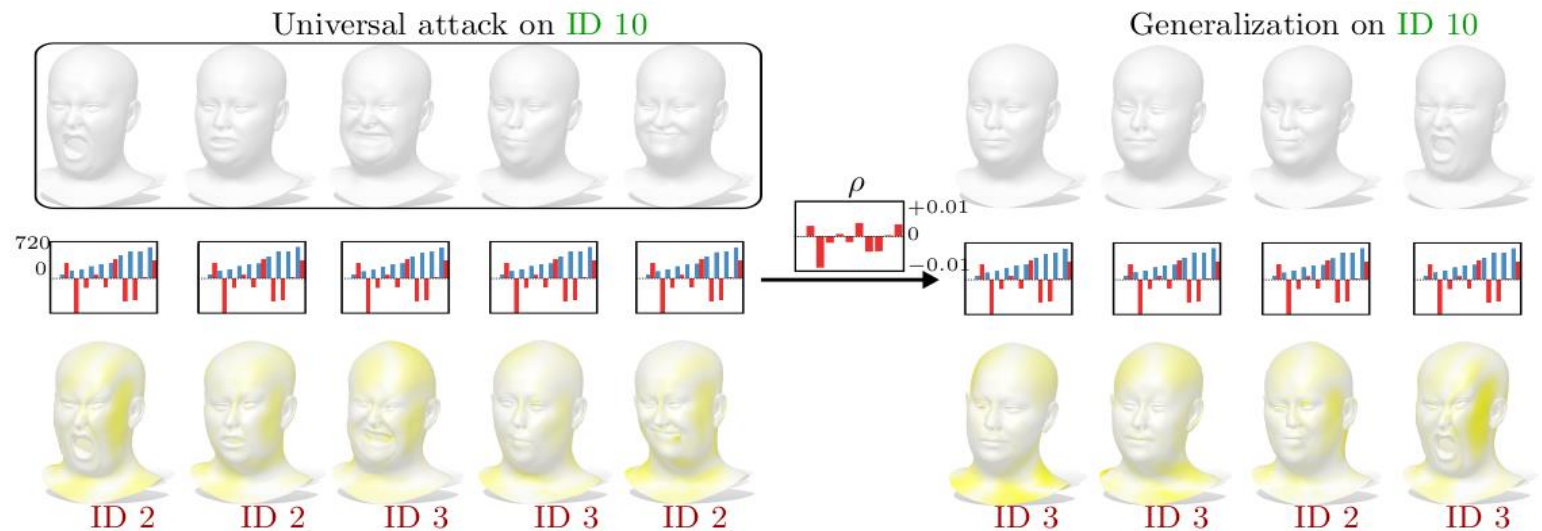 Universal attack on ID 10
Generalization on ID 10
ρ
+0.01
0
−0.01
720
0
ID 2 ID 2 ID 3 ID 3 ID 2
ID 3 ID 3 ID 2 ID 3